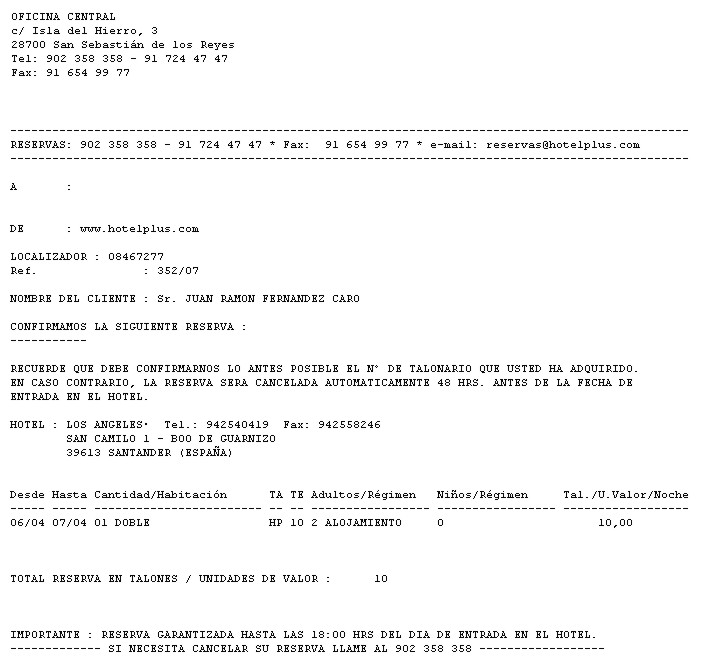 OFICINA CENTRAL
c/ Isla del Hierro, 3
28700 San Sebastián de los Reyes
Tel: 902 358 358 - 91 724 47 47
Fax: 91 654 99 77
-------------------------------------------------------------------------------------------------
RESERVAS: 902 358 358 - 91 724 47 47 * Fax:  91 654 99 77 * e-mail: reservas@hotelplus.com
-------------------------------------------------------------------------------------------------
A       :
DE      : www.hotelplus.com
LOCALIZADOR : 08467277
Ref.               : 352/07
NOMBRE DEL CLIENTE : Sr. JUAN RAMON FERNANDEZ CARO
CONFIRMAMOS LA SIGUIENTE RESERVA :
-----------
RECUERDE QUE DEBE CONFIRMARNOS LO ANTES POSIBLE EL N° DE TALONARIO QUE USTED HA ADQUIRIDO.
EN CASO CONTRARIO, LA RESERVA SERA CANCELADA AUTOMATICAMENTE 48 HRS. ANTES DE LA FECHA DE
ENTRADA EN EL HOTEL.
HOTEL : LOS ANGELES·  Tel.: 942540419  Fax: 942558246
SAN CAMILO 1 - BOO DE GUARNIZO
39613 SANTANDER (ESPAÑA)
Desde Hasta Cantidad/Habitación      TA TE Adultos/Régimen   Niños/Régimen     Tal./U.Valor/Noche
----- ----- ------------------------ -- -- ----------------- ----------------- ------------------
06/04 07/04 01 DOBLE                 HP 10 2 ALOJAMIENTO     0                      10,00
TOTAL RESERVA EN TALONES / UNIDADES DE VALOR :      10
IMPORTANTE : RESERVA GARANTIZADA HASTA LAS 18:00 HRS DEL DIA DE ENTRADA EN EL HOTEL.
------------- SI NECESITA CANCELAR SU RESERVA LLAME AL 902 358 358 ------------------